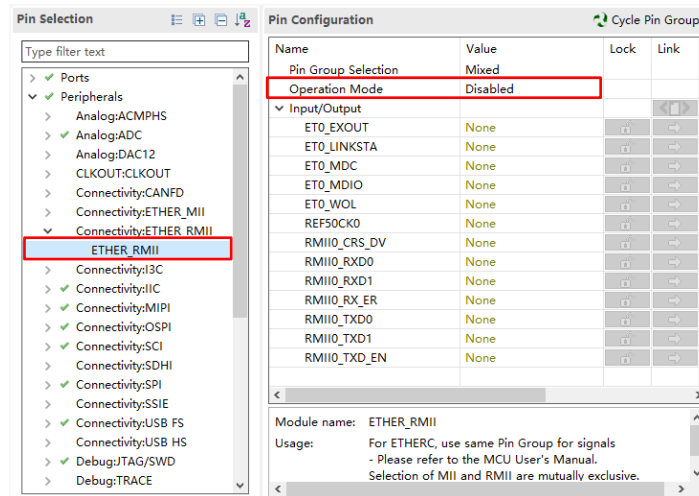 Pin Selection
Type filter text
Ports
Peripherals
Analog:ACMPHS
Analog:ADC
Analog:DAC12
CLKOUT:CLKOUT
Connectivity:CANFD
Connectivity:ETHER_MII
Connectivity:ETHER_RMII
ETHER_RMII
Connectivity:I3C
Connectivity:IIC
Connectivity:MIPI
Connectivity:OSPI
Connectivity:SCI
Connectivity:SDHI
Connectivity:SPI
Connectivity:SSIE
Connectivity:USB FS
Connectivity:USB HS
Debug:JTAG/SWD
Debug:TRACE
Pin Configuration Cycle Pin Group
Name Value Lock Link
Pin Group Selection Mixed
Operation Mode Disabled
Input/Output
ET0_EXOUT None
ET0_LINKSTA None
ET0_MDC None
ET0_MDIO None
ET0_WOL None
REF50CK0 None
RMII0_CRS_DV None
RMII0_RXD0 None
RMII0_RXD1 None
RMII0_RX_ER None
RMII0_TXD0 None
RMII0_TXD1 None
RMII0_TXD_EN None
Module name: ETHER_RMII
Usage: For ETHERC, use same Pin Group for signals
- Please refer to the MCU User's Manual.
Selection of MII and RMII are mutually exclusive.